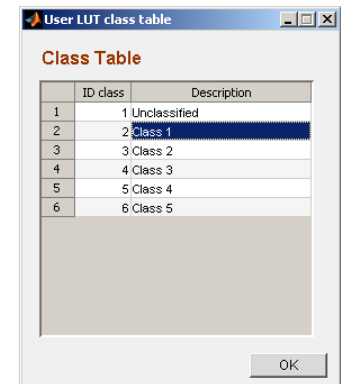 User LUT class table
Class Table
ID class Description
1 1 Unclassified
2 2 Class 1
3 3 Class 2
4 4 Class 3
5 5 Class 4
6 6 Class 5
OK